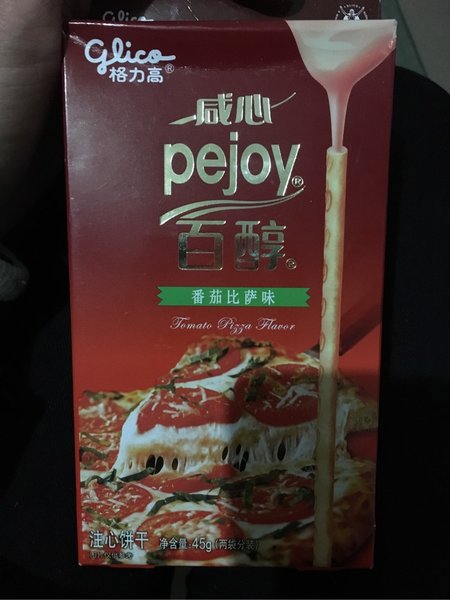 Glico®
格力高®
咸心
pejoy®
百醇®
番茄比萨味
Tomato Pizza Flavor
注心饼干
净含量:45g(两袋分装)